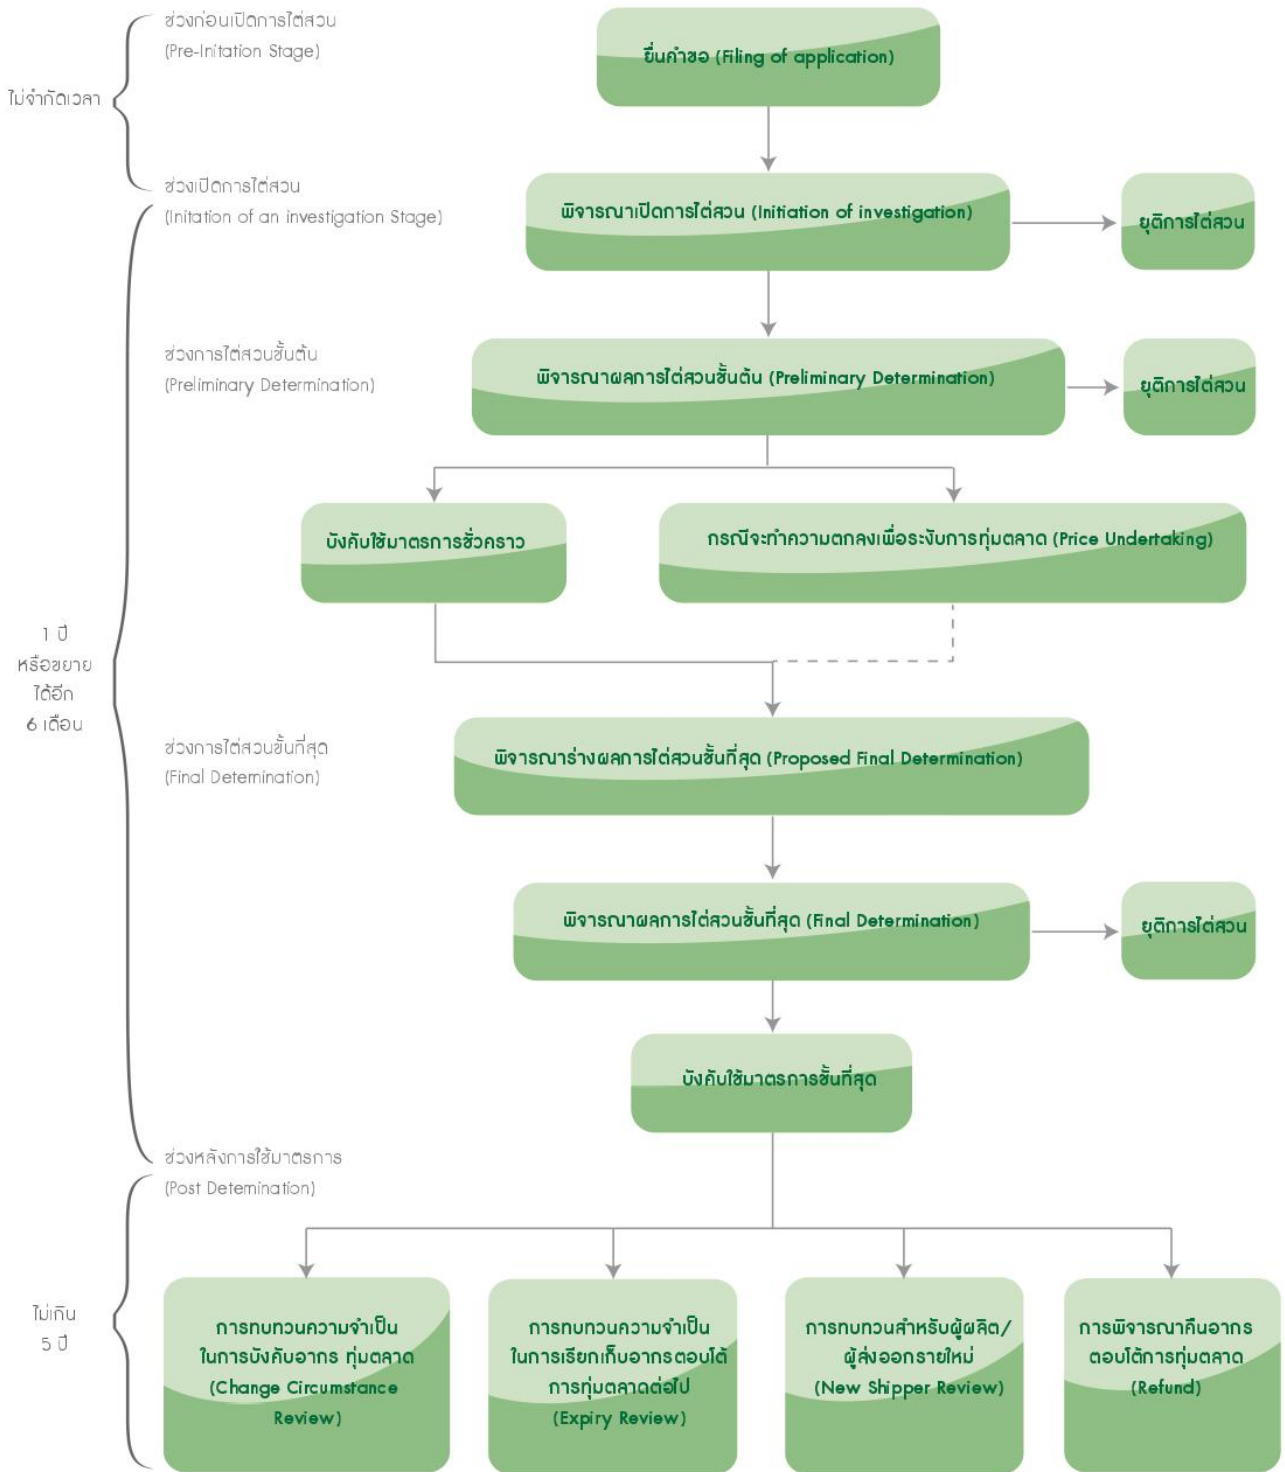 ช่วงก่อนเปิดการไต่สวน
(Pre-Initation Stage)
ยื่นคำขอ (Filing of application)
ไม่จำกัดเวลา
ช่วงเปิดการไต่สวน
(Initation of an investigation Stage)
พิจารณาเปิดการไต่สวน (Initiation of investigation)
ยุติการไต่สวน
ช่วงการไต่สวนชั้นต้น
(Preliminary Detemination)
พิจารณาผลการไต่สวนชั้นต้น (Preliminary Determination)
ยุติการไต่สวน
บังคับใช้มาตรการชั่วคราว
กรณีจะทำความตกลงเพื่อระงับการทุ่มตลาด (Price Undertaking)
1 ปี
หรือขยาย
ได้อีก
6 เดือน
ช่วงการไต่สวนชั้นที่สุด
(Final Detemination)
พิจารณาร่างผลการไต่สวนชั้นที่สุด (Proposed Final Determination)
พิจารณาผลการไต่สวนชั้นที่สุด (Final Determination)
ยุติการไต่สวน
บังคับใช้มาตรการชั้นที่สุด
ช่วงหลังการใช้มาตรการ
(Post Detemination)
ไม่เกิน
5 ปี
การทบทวนความจำเป็น
ในการบังคับอากร ทุ่มตลาด
(Change Circumstance
Review)
การทบทวนความจำเป็น
ในการเรียกเก็บอากรตอบโต้
การทุ่มตลาดต่อไป
(Expiry Review)
การทบทวนสำหรับผู้ผลิต/
ผู้ส่งออกรายใหม่
(New Shipper Review)
การพิจารณาคืนอากร
ตอบโต้การทุ่มตลาด
(Refund)